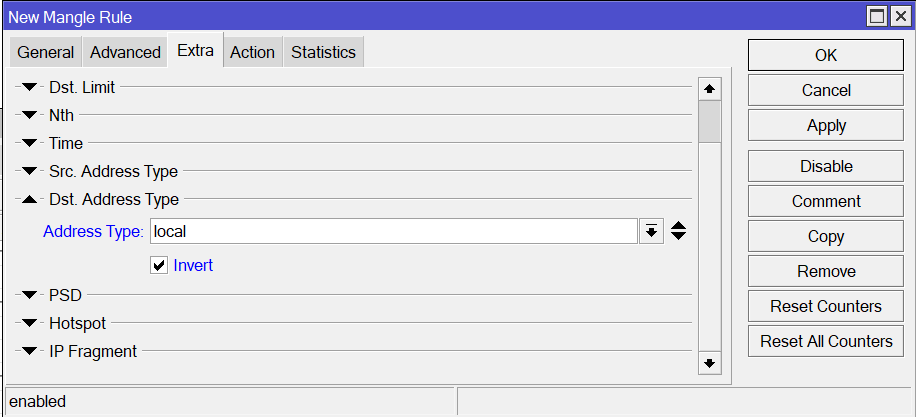 New Mangle Rule
General Advanced Extra Action Statistics
Dst. Limit
Nth
Time
Src. Address Type
Dst. Address Type
Address Type: local
Invert
PSD
Hotspot
IP Fragment
OK
Cancel
Apply
Disable
Comment
Copy
Remove
Reset Counters
Reset All Counters
enabled